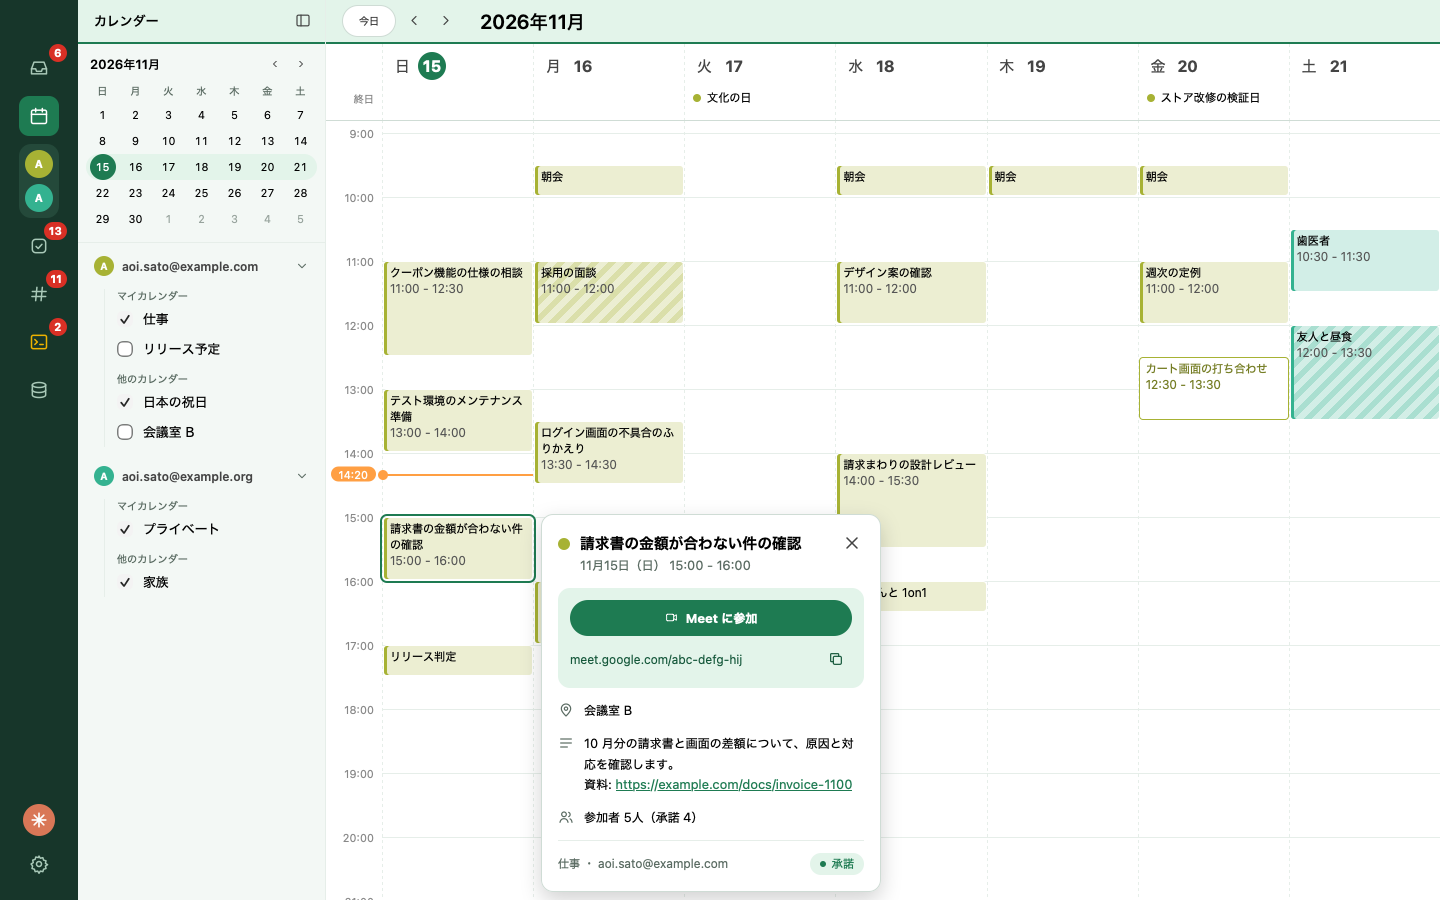 6
A
A
13
11
2
カレンダー
2026年11月
日 月 火 水 木 金 土
1 2 3 4 5 6 7
8 9 10 11 12 13 14
15 16 17 18 19 20 21
22 23 24 25 26 27 28
29 30 1 2 3 4 5
A aoi.sato@example.com
マイカレンダー
仕事
リリース予定
他のカレンダー
日本の祝日
会議室 B
A aoi.sato@example.org
マイカレンダー
プライベート
他のカレンダー
家族
今日
2026年11月
日 15
月 16
火 17
水 18
木 19
金 20
土 21
終日
文化の日
ストア改修の検証日
9:00
10:00
11:00
12:00
13:00
14:00
14:20
15:00
16:00
17:00
18:00
19:00
20:00
クーポン機能の仕様の相談
11:00 - 12:30
テスト環境のメンテナンス
準備
13:00 - 14:00
請求書の金額が合わない件
の確認
15:00 - 16:00
リリース判定
朝会
採用の面談
11:00 - 12:00
ログイン画面の不具合のふ
りかえり
13:30 - 14:30
朝会
デザイン案の確認
11:00 - 12:00
請求まわりの設計レビュー
14:00 - 15:30
んと 1on1
朝会
朝会
週次の定例
11:00 - 12:00
カート画面の打ち合わせ
12:30 - 13:30
歯医者
10:30 - 11:30
友人と昼食
12:00 - 13:30
請求書の金額が合わない件の確認
11月15日（日） 15:00 - 16:00
Meet に参加
meet.google.com/abc-defg-hij
会議室 B
10 月分の請求書と画面の差額について、原因と対
応を確認します。
資料: https://example.com/docs/invoice-1100
参加者 5人（承諾 4）
仕事 ・ aoi.sato@example.com
承諾